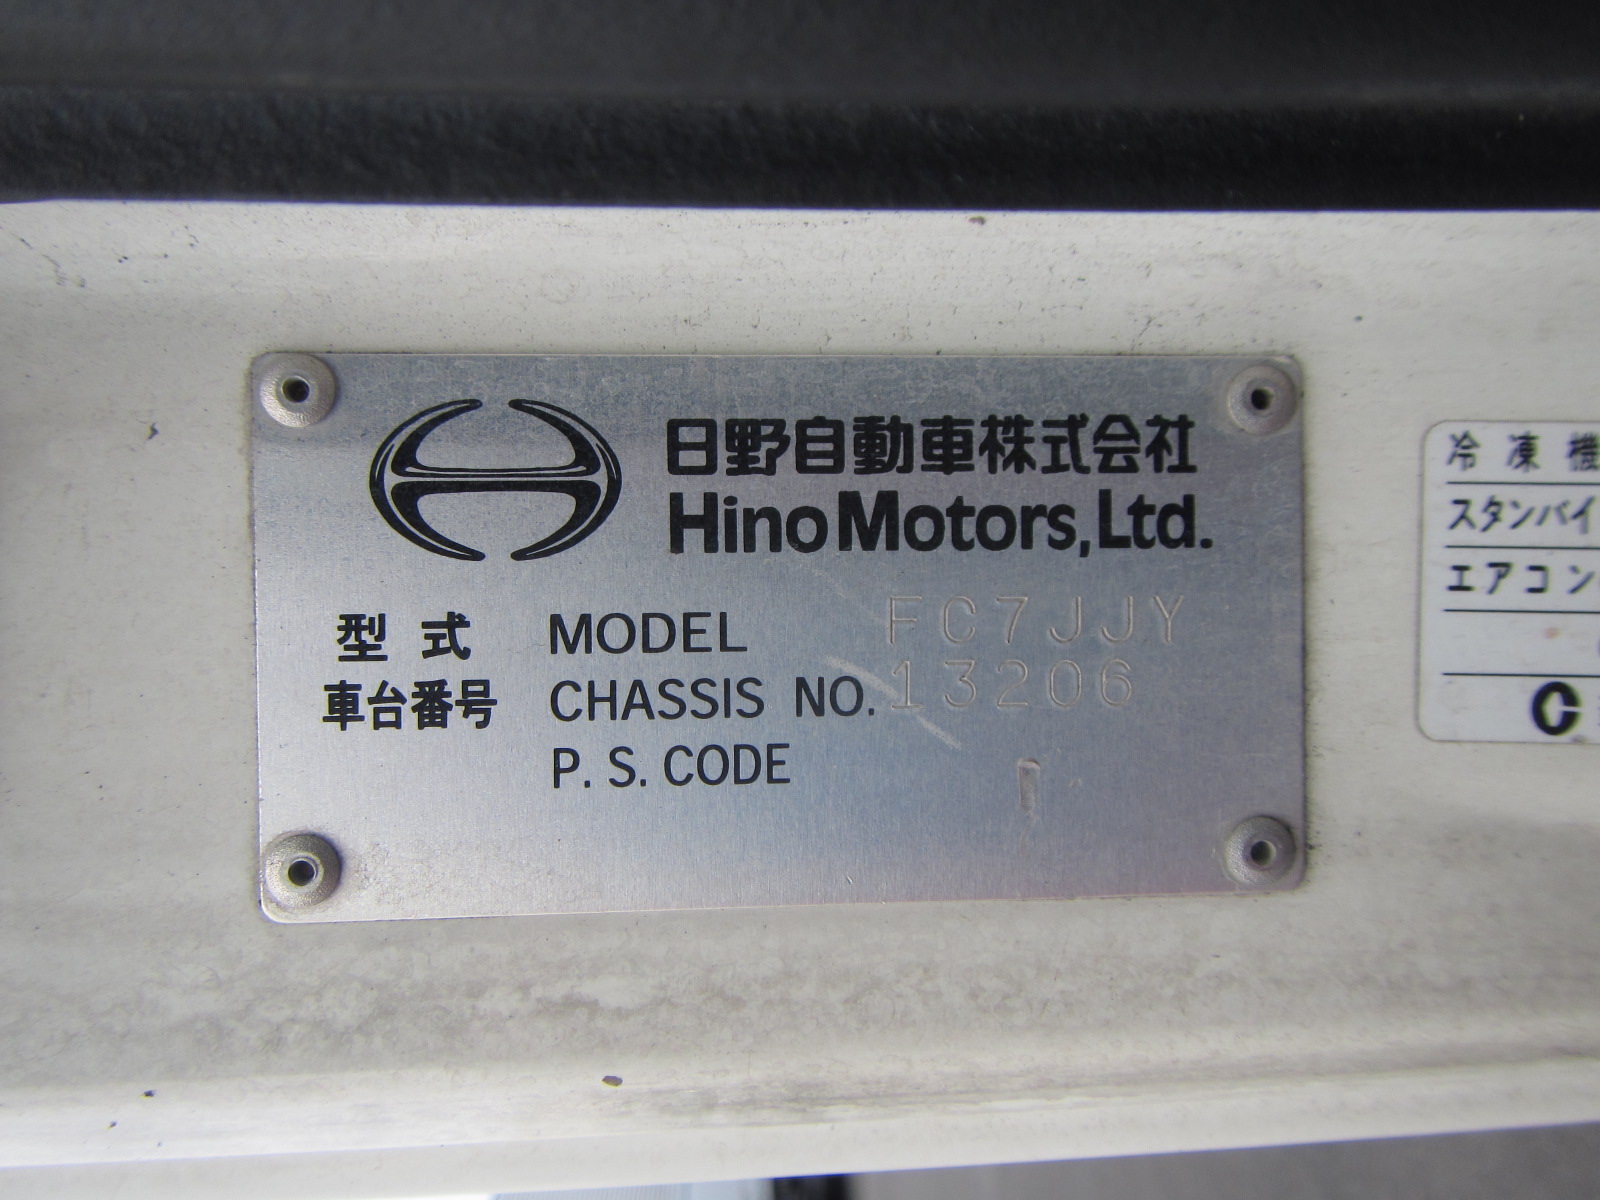 日野自動車株式会社
Hino Motors, Ltd.
型式 MODEL FC7JJY
車台番号 CHASSIS NO. 13206
P. S. CODE
冷凍機
スタンバイ
エアコン